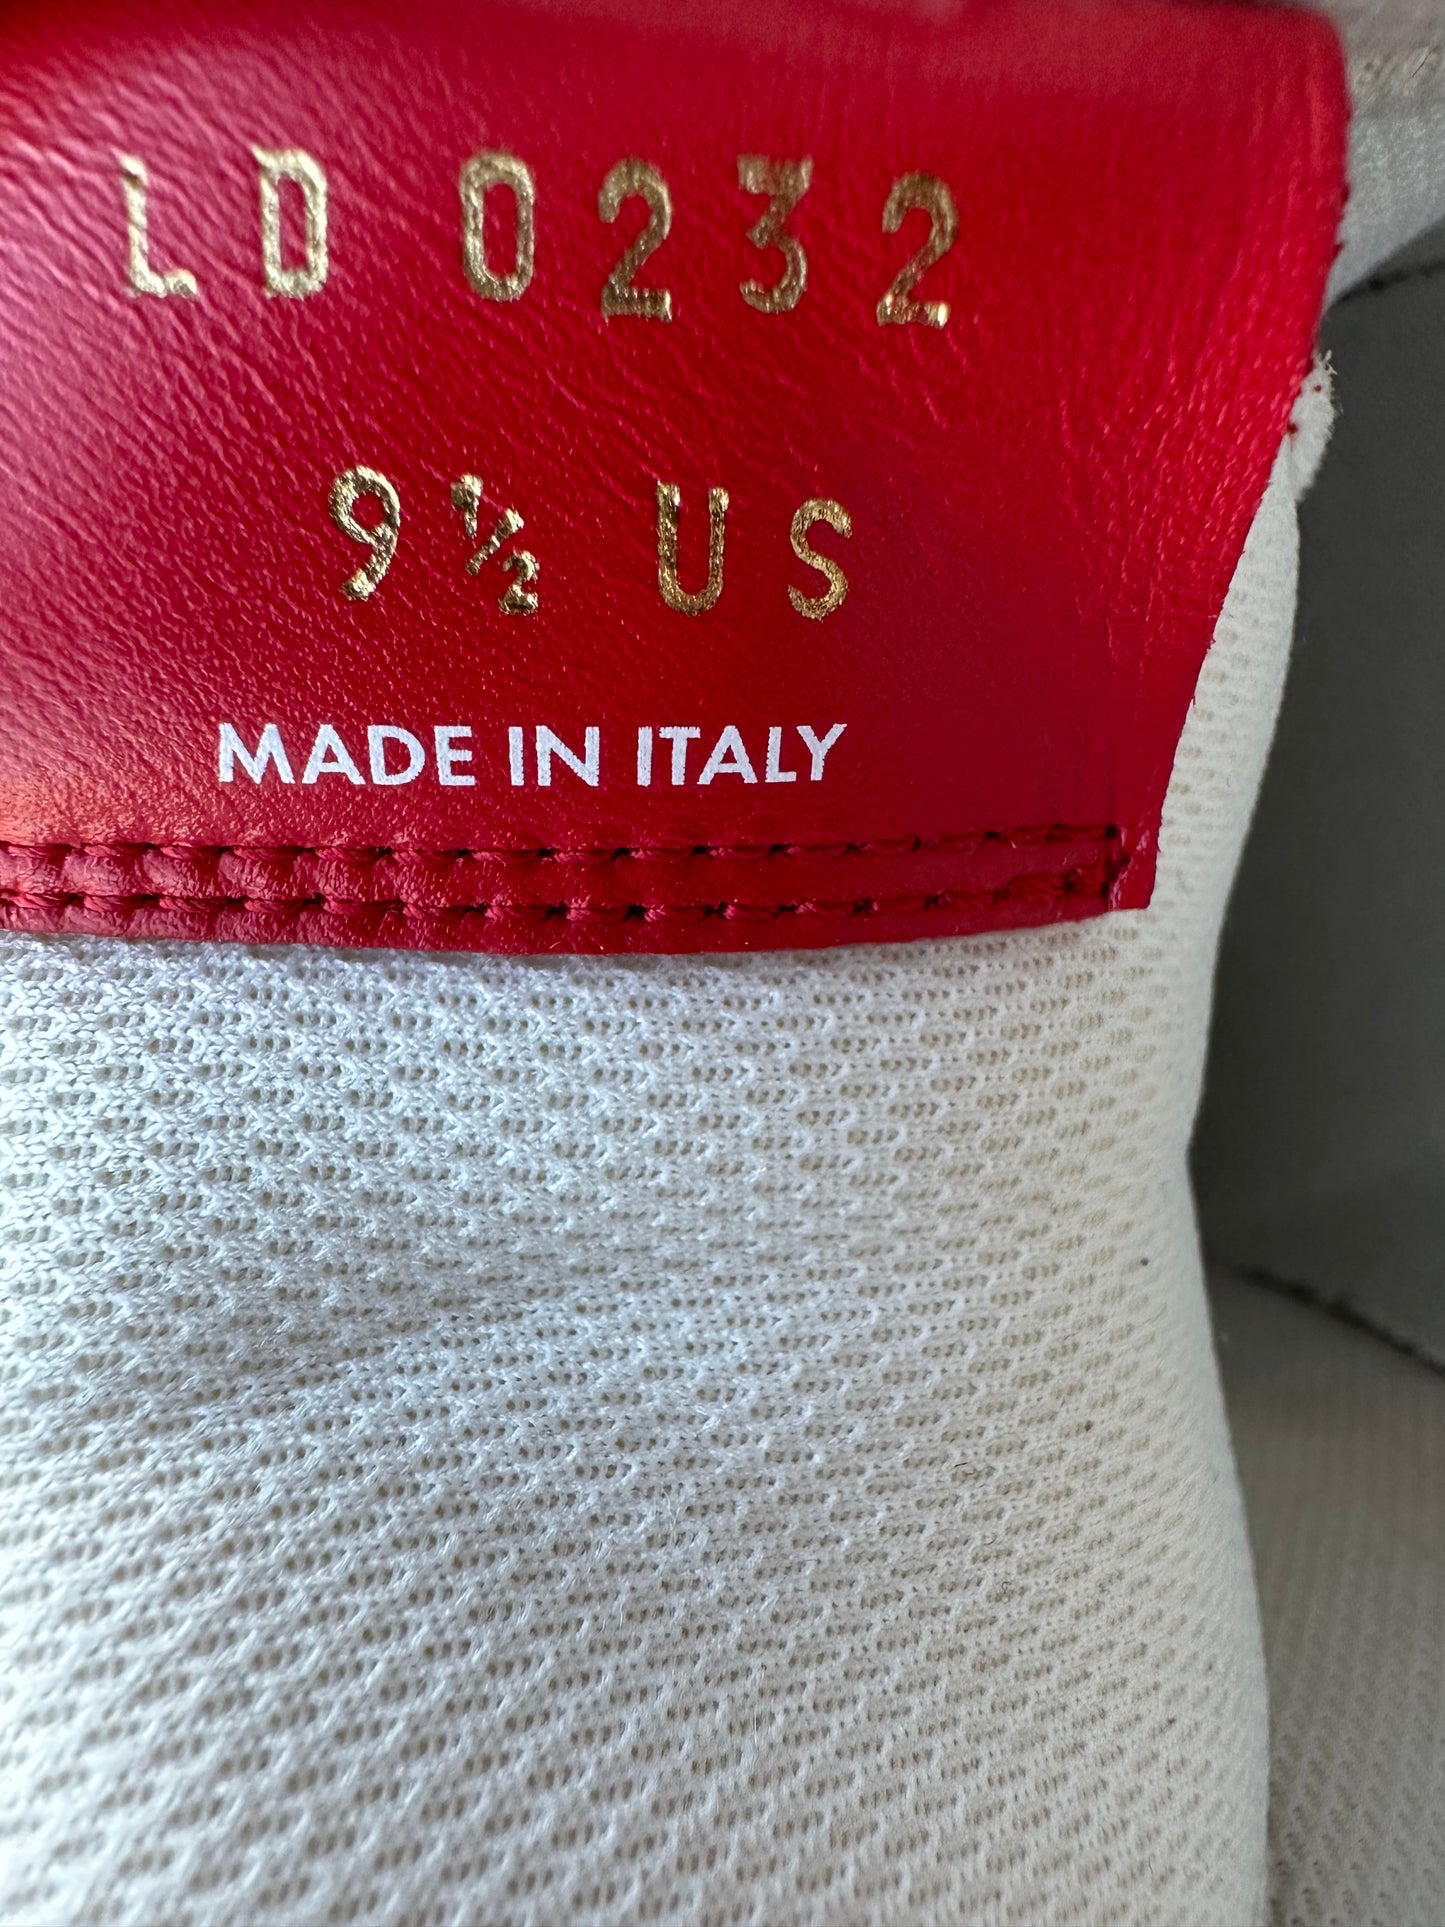 LD 0232
9½ US
MADE IN ITALY